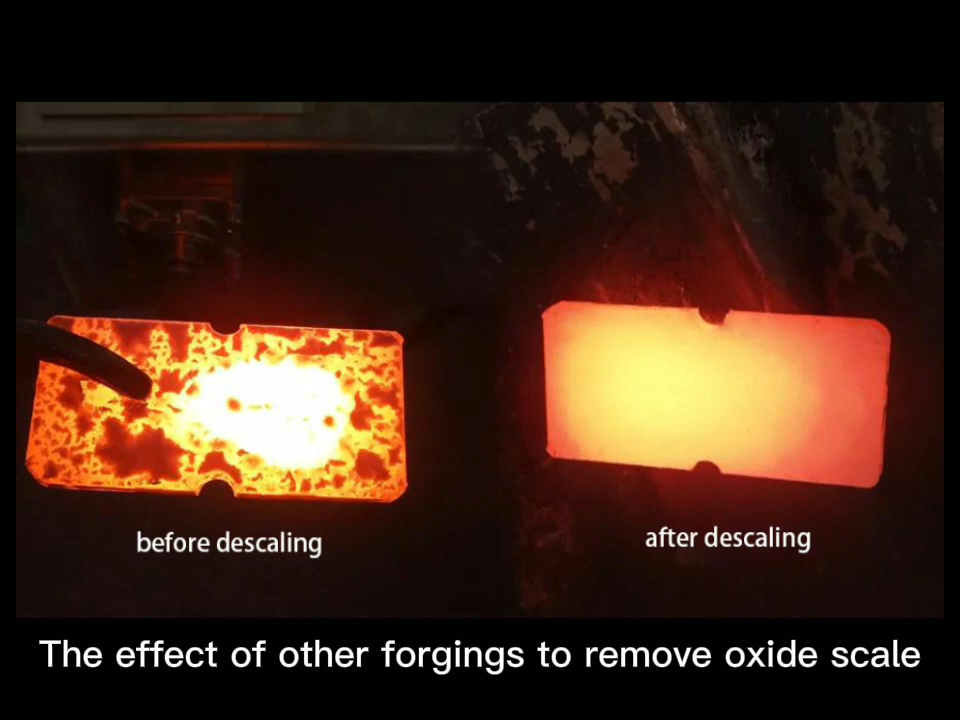 before descaling
after descaling
The effect of other forgings to remove oxide scale